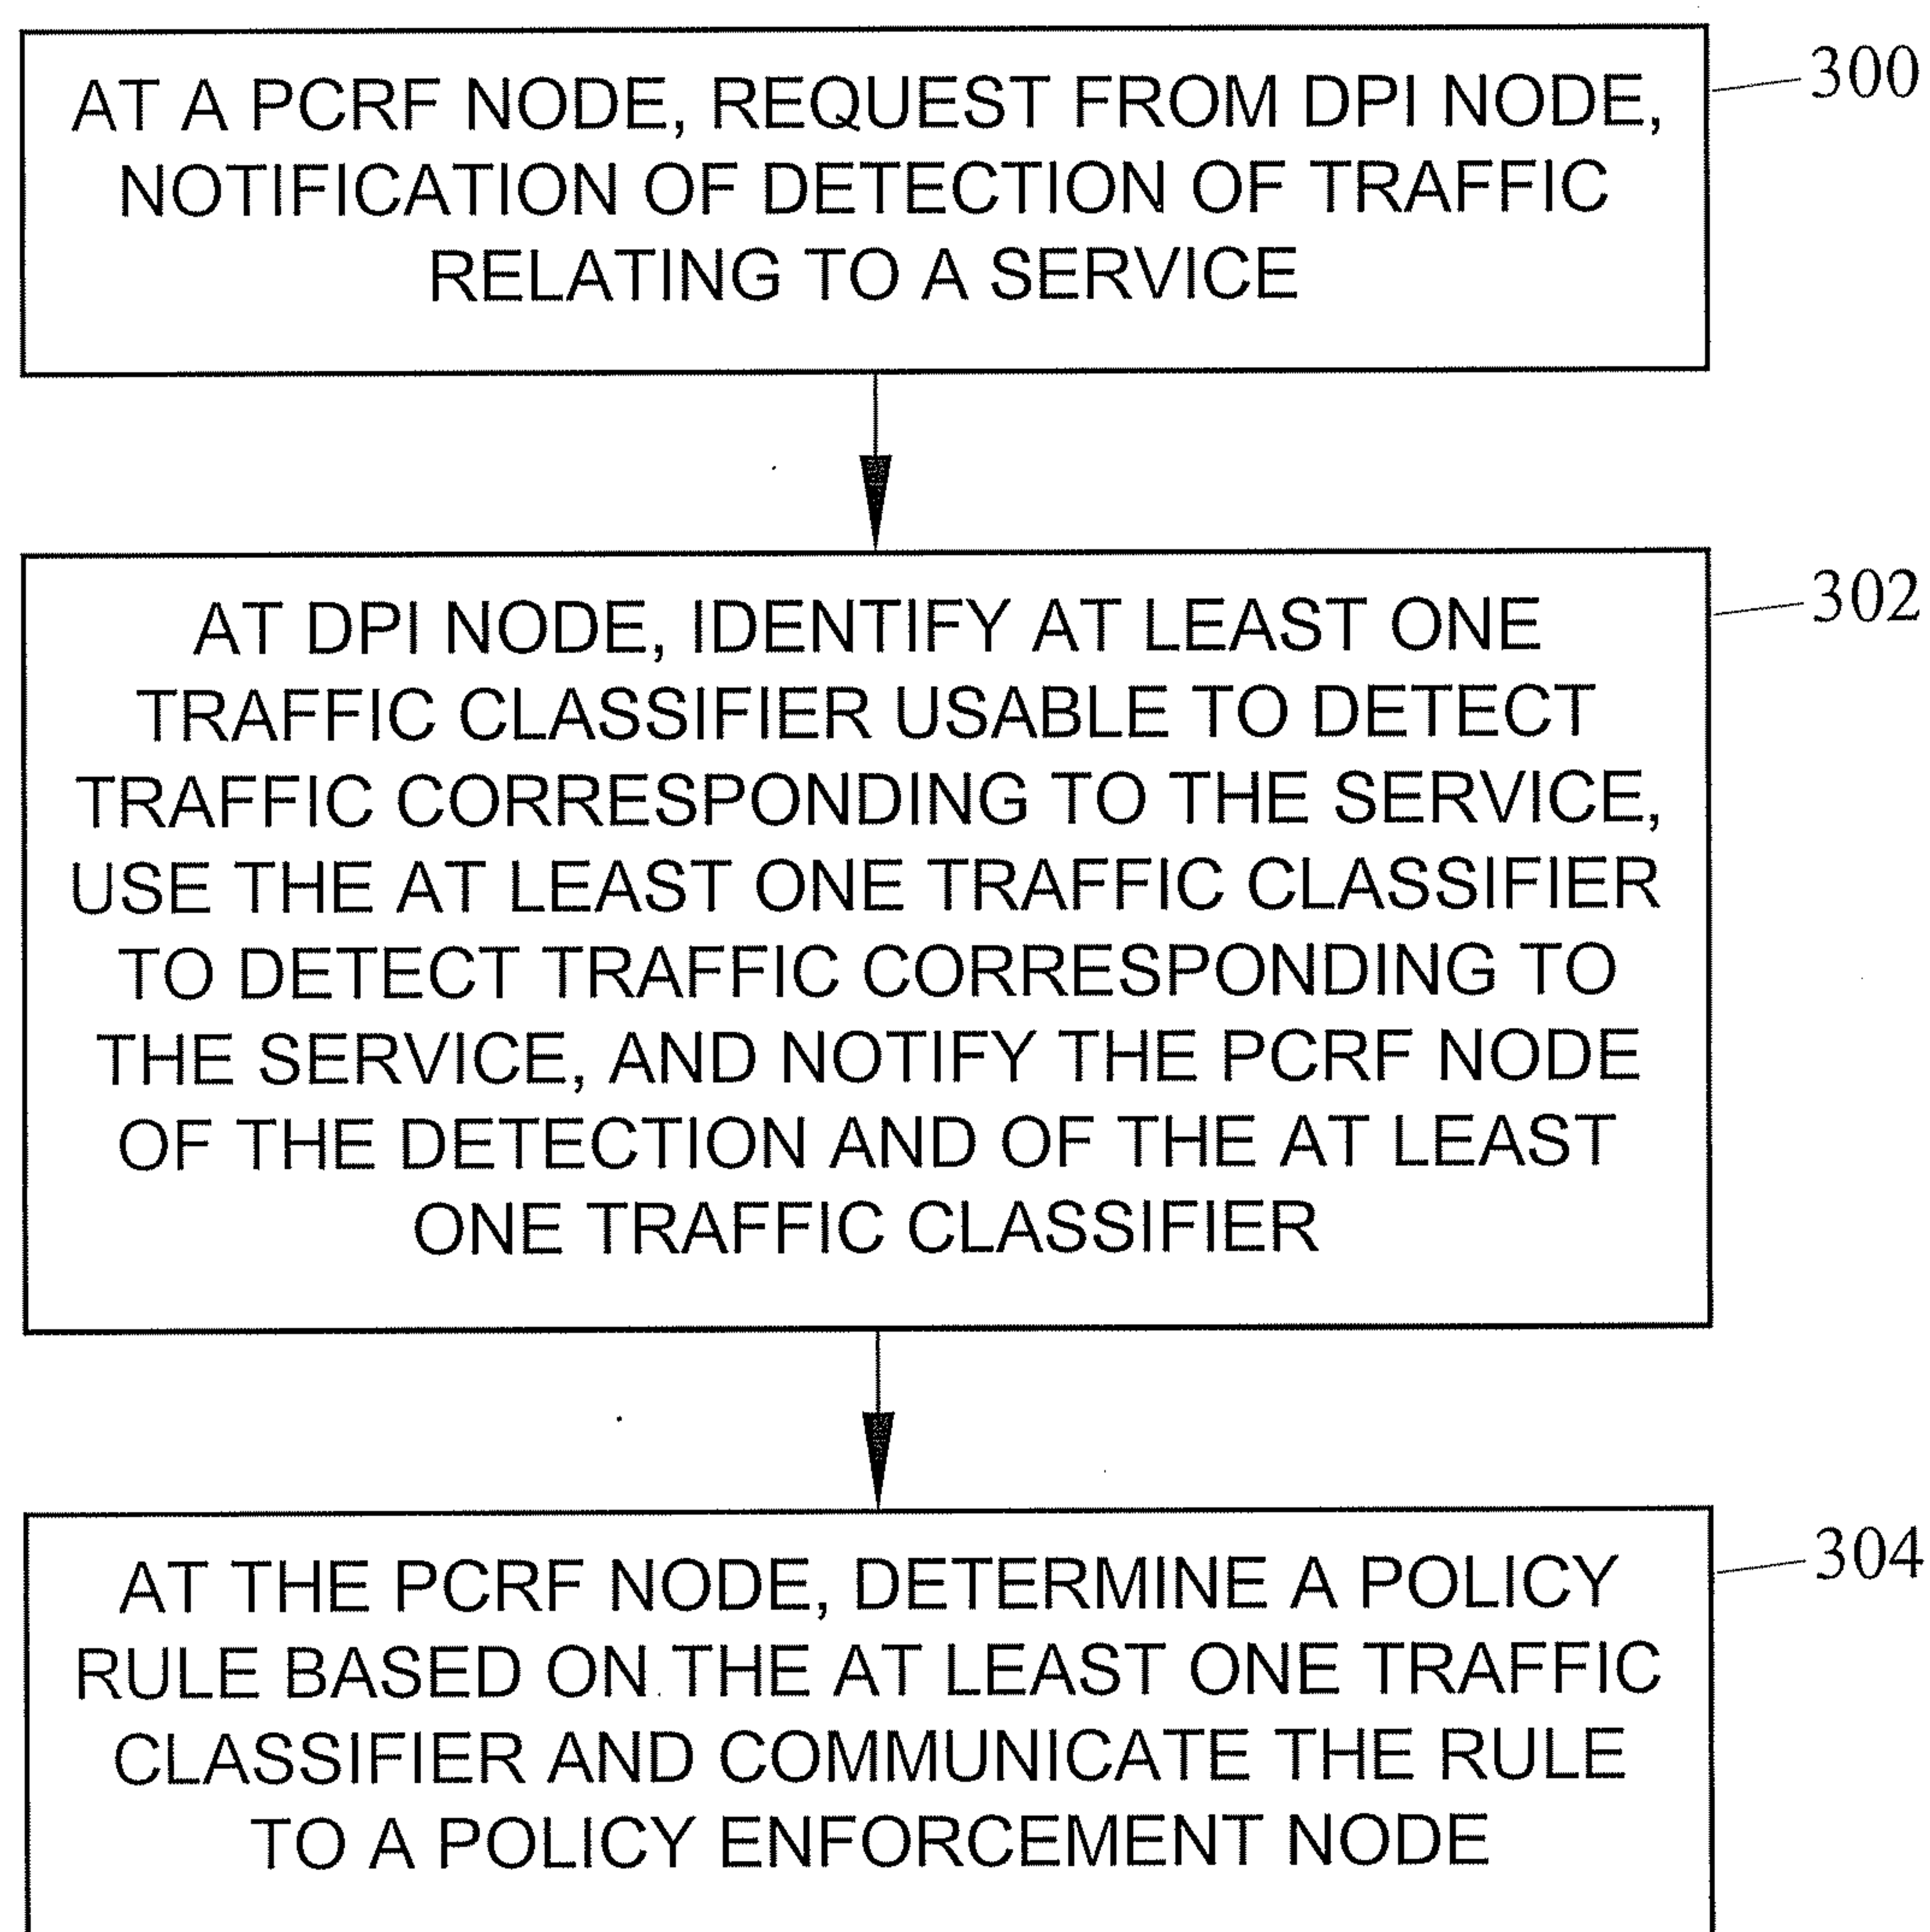 AT A PCRF NODE, REQUEST FROM DPI NODE,
NOTIFICATION OF DETECTION OF TRAFFIC
RELATING TO A SERVICE
300
AT DPI NODE, IDENTIFY AT LEAST ONE
TRAFFIC CLASSIFIER USABLE TO DETECT
TRAFFIC CORRESPONDING TO THE SERVICE,
USE THE AT LEAST ONE TRAFFIC CLASSIFIER
TO DETECT TRAFFIC CORRESPONDING TO
THE SERVICE, AND NOTIFY THE PCRF NODE
OF THE DETECTION AND OF THE AT LEAST
ONE TRAFFIC CLASSIFIER
302
AT THE PCRF NODE, DETERMINE A POLICY
RULE BASED ON THE AT LEAST ONE TRAFFIC
CLASSIFIER AND COMMUNICATE THE RULE
TO A POLICY ENFORCEMENT NODE
304